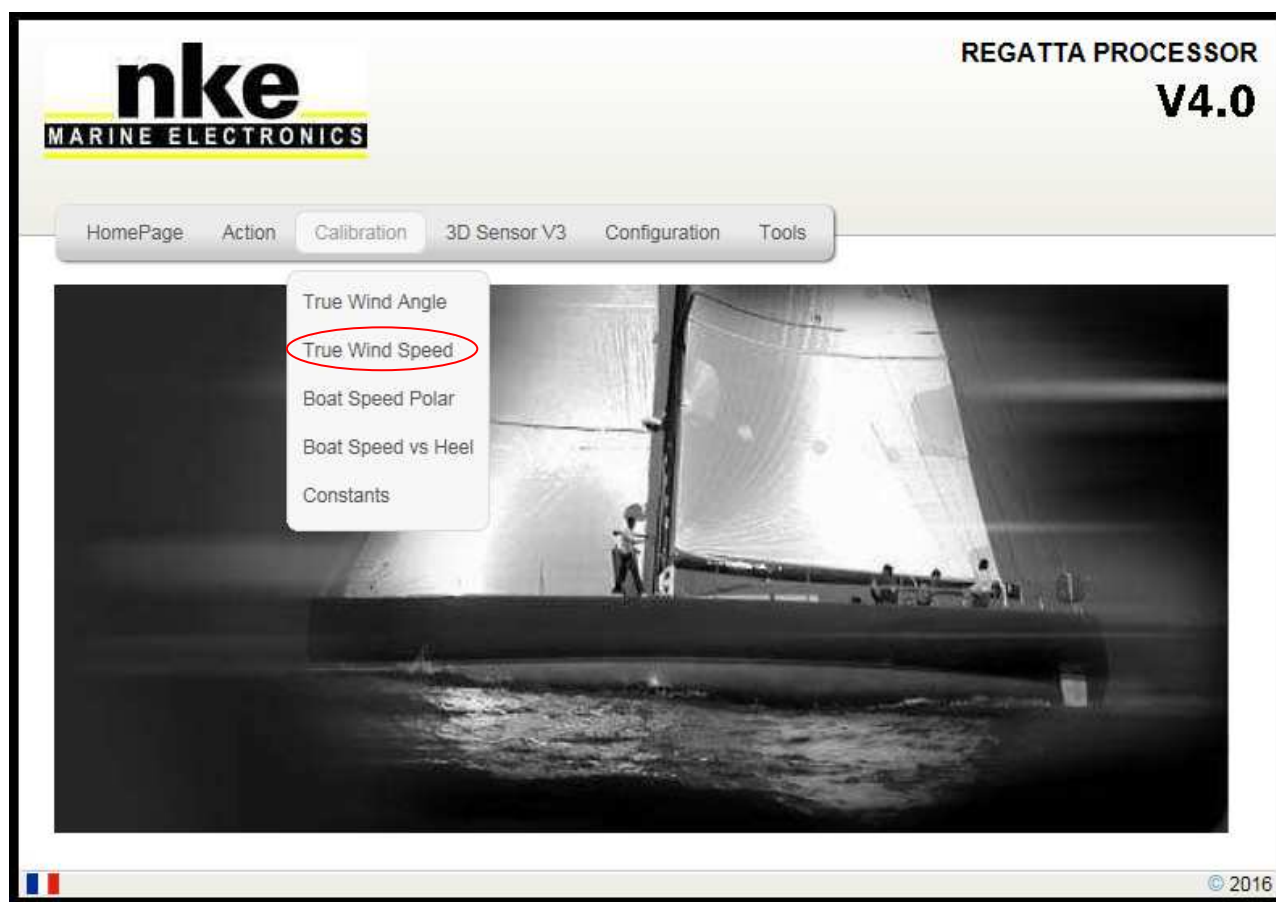 nke
MARINE ELECTRONICS
REGATTA PROCESSOR
V4.0
HomePage Action Calibration 3D Sensor V3 Configuration Tools
True Wind Angle
True Wind Speed
Boat Speed Polar
Boat Speed vs Heel
Constants
© 2016